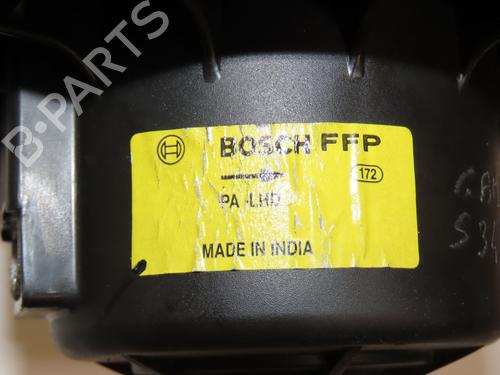 B-PARTS
BOSCH FFP
172
PA-LHD
MADE IN INDIA